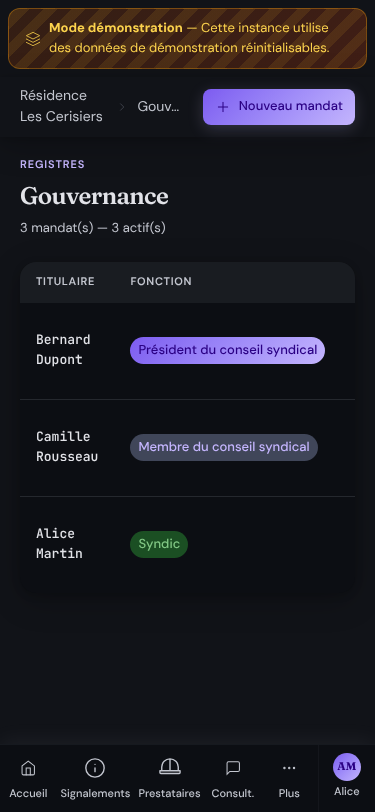 Mode démonstration — Cette instance utilise
des données de démonstration réinitialisables.
Résidence
Les Cerisiers
Gouv...
Nouveau mandat
REGISTRES
Gouvernance
3 mandat(s) — 3 actif(s)
TITULAIRE FONCTION
Bernard
Dupont
Président du conseil syndical
Camille
Rousseau
Membre du conseil syndical
Alice
Martin
Syndic
Accueil Signalements Prestataires Consult. Plus
AM
Alice